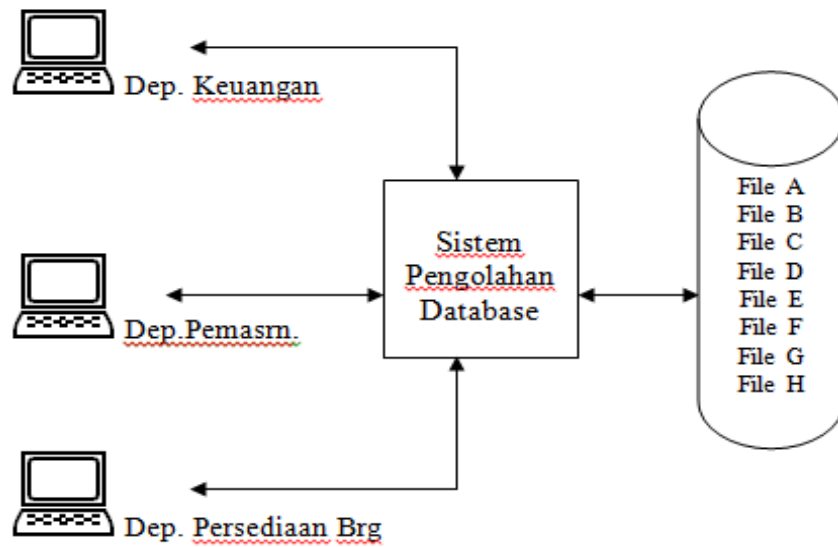 Dep. Keuangan
Dep.Pemasrn.
Dep. Persediaan Brg
Sistem
Pengolahan
Database
File A
File B
File C
File D
File E
File F
File G
File H